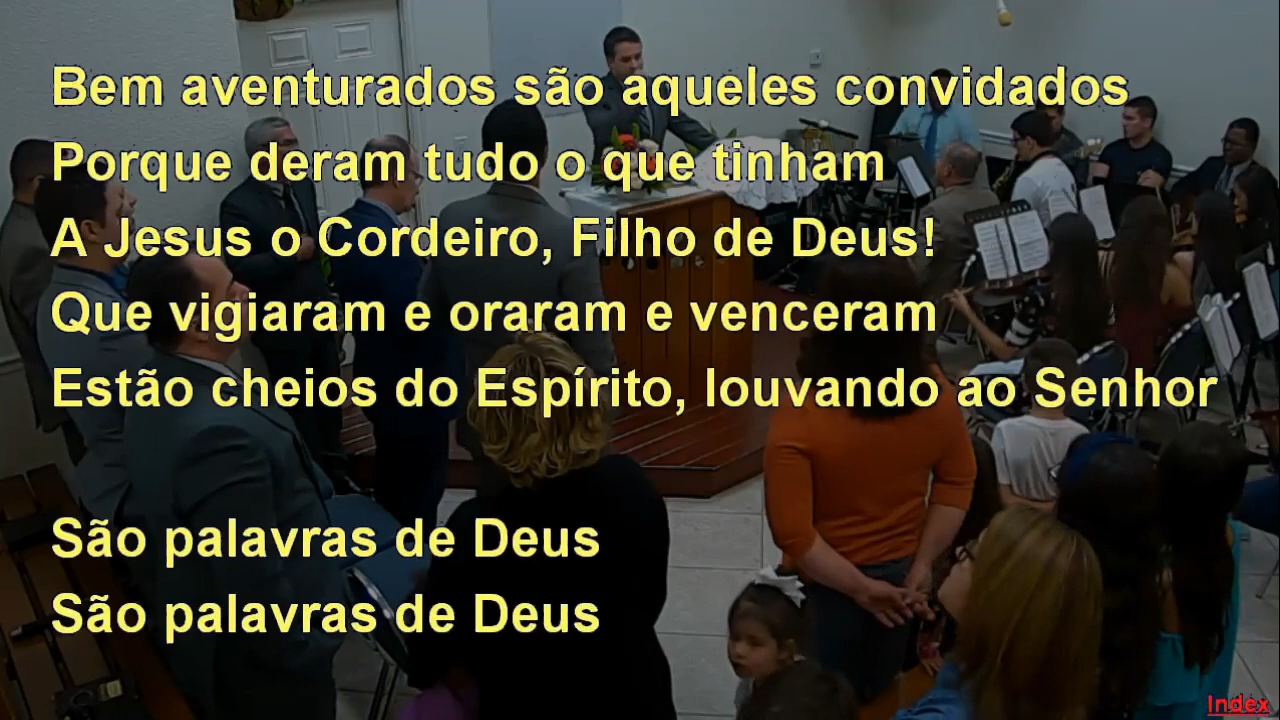 Bem aventurados são aqueles convidados
Porque deram tudo o que tinham
A Jesus o Cordeiro, Filho de Deus!
Que vigiaram e oraram e venceram
Estão cheios do Espírito, louvando ao Senhor
São palavras de Deus
São palavras de Deus
Index